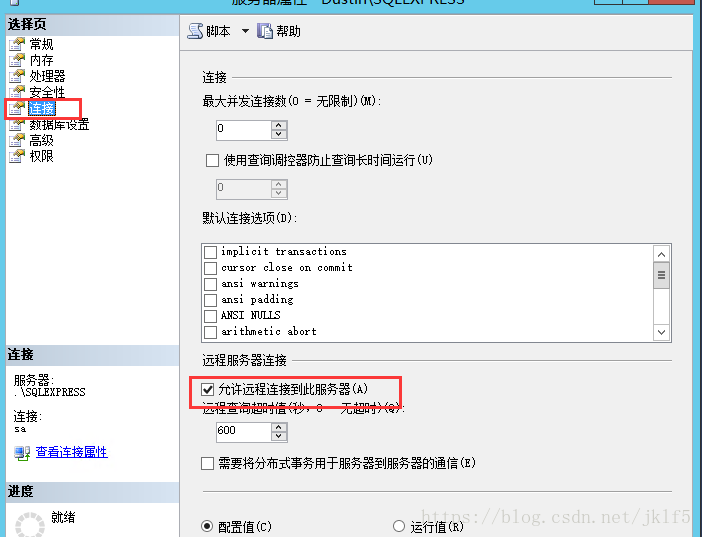 服务器属性 - Dustin\SQLEXPRESS
选择页
常规
内存
处理器
安全性
连接
数据库设置
高级
权限
脚本 帮助
连接
最大并发连接数(0 = 无限制)(M):
0
使用查询调控器防止查询长时间运行(U)
0
默认连接选项(D):
implicit transactions
cursor close on commit
ansi warnings
ansi padding
ANSI NULLS
arithmetic abort
远程服务器连接
允许远程连接到此服务器(A)
远程查询超时值(秒，0 = 无超时)(Q):
600
需要将分布式事务用于服务器到服务器的通信(E)
配置值(C) 运行值(R)
连接
服务器:
.\SQLEXPRESS
连接:
sa
查看连接属性
进度
就绪
https://blog.csdn.net/jklf5